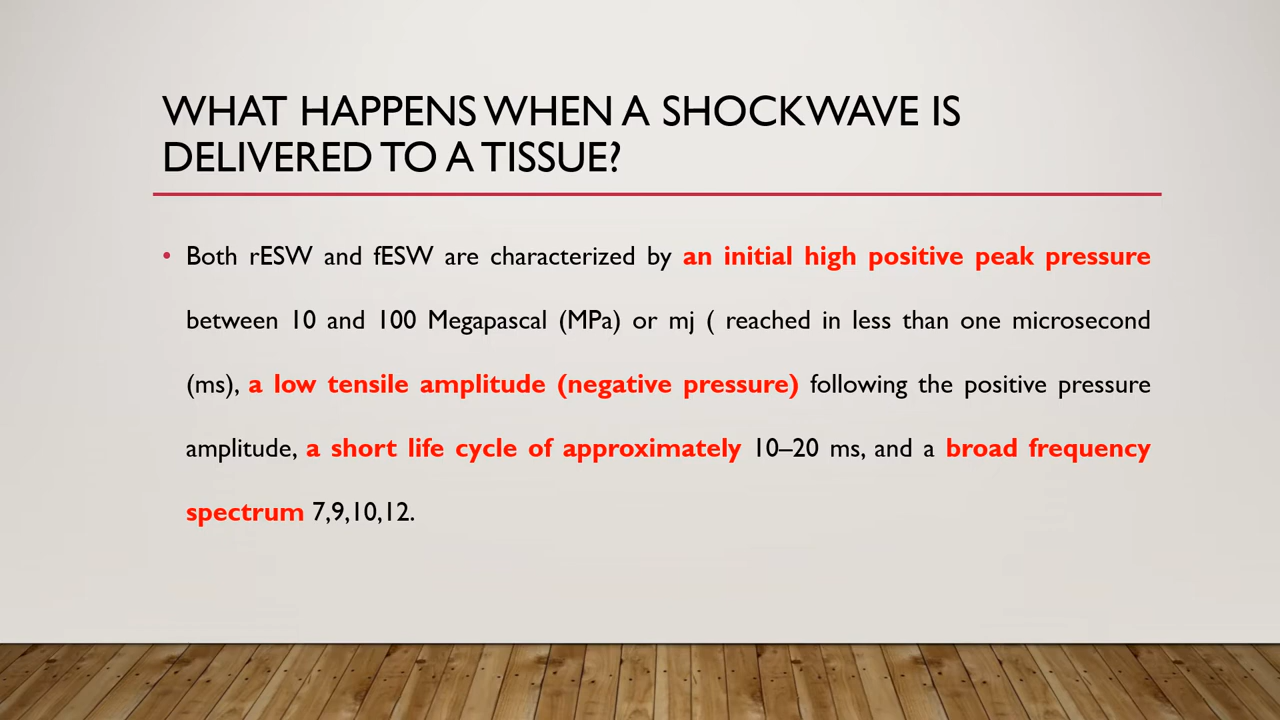 WHAT HAPPENS WHEN A SHOCKWAVE IS
DELIVERED TO A TISSUE?
• Both rESW and fESW are characterized by an initial high positive peak pressure
between 10 and 100 Megapascal (MPa) or mj ( reached in less than one microsecond
(ms), a low tensile amplitude (negative pressure) following the positive pressure
amplitude, a short life cycle of approximately 10–20 ms, and a broad frequency
spectrum 7,9,10,12.